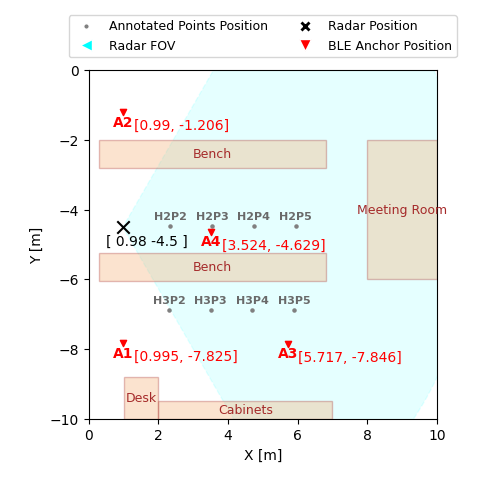 Annotated Points Position Radar Position
Radar FOV BLE Anchor Position
0
A2 [0.99, -1.206]
−2
Bench
Meeting Room
−4
H2P2 H2P3 H2P4 H2P5
[ 0.98 -4.5 ] A4 [3.524, -4.629]
Bench
−6
H3P2 H3P3 H3P4 H3P5
−8
A1 [0.995, -7.825] A3 [5.717, -7.846]
Desk
Cabinets
−10
0 2 4 6 8 10
X [m]
Y [m]